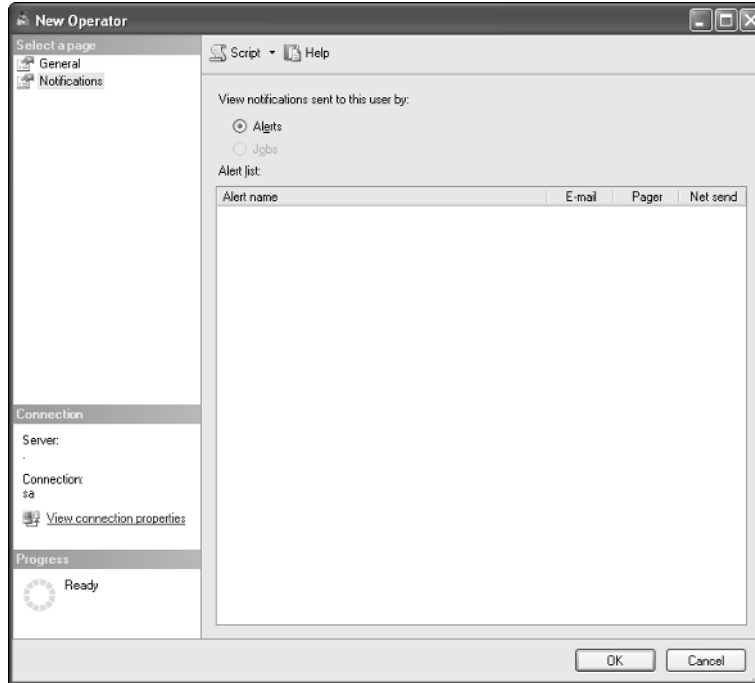 New Operator
Select a page
General
Notifications
Script
Help
View notifications sent to this user by:
Alerts
Jobs
Alert list:
Alert name
E-mail
Pager
Net send
Connection
Server:
.
Connection:
sa
View connection properties
Progress
Ready
OK
Cancel